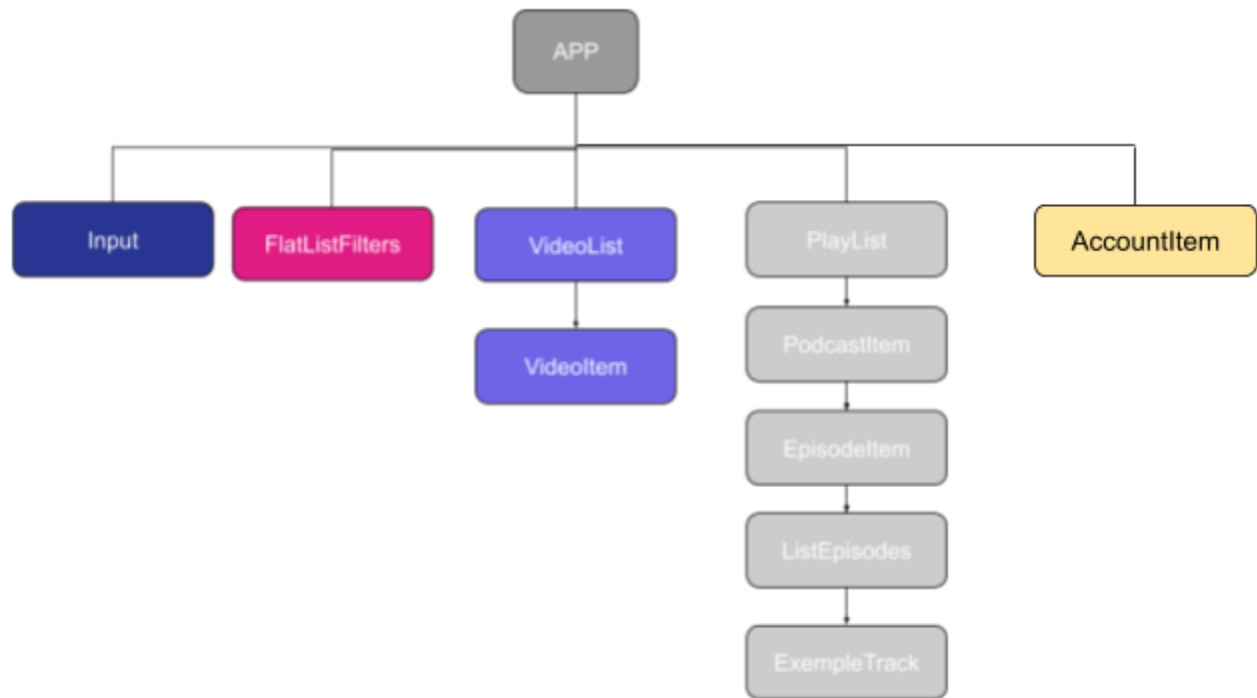 APP
Input
FlatListFilters
VideoList
PlayList
AccountItem
VideoItem
PodcastItem
EpisodeItem
ListEpisodes
ExempleTrack